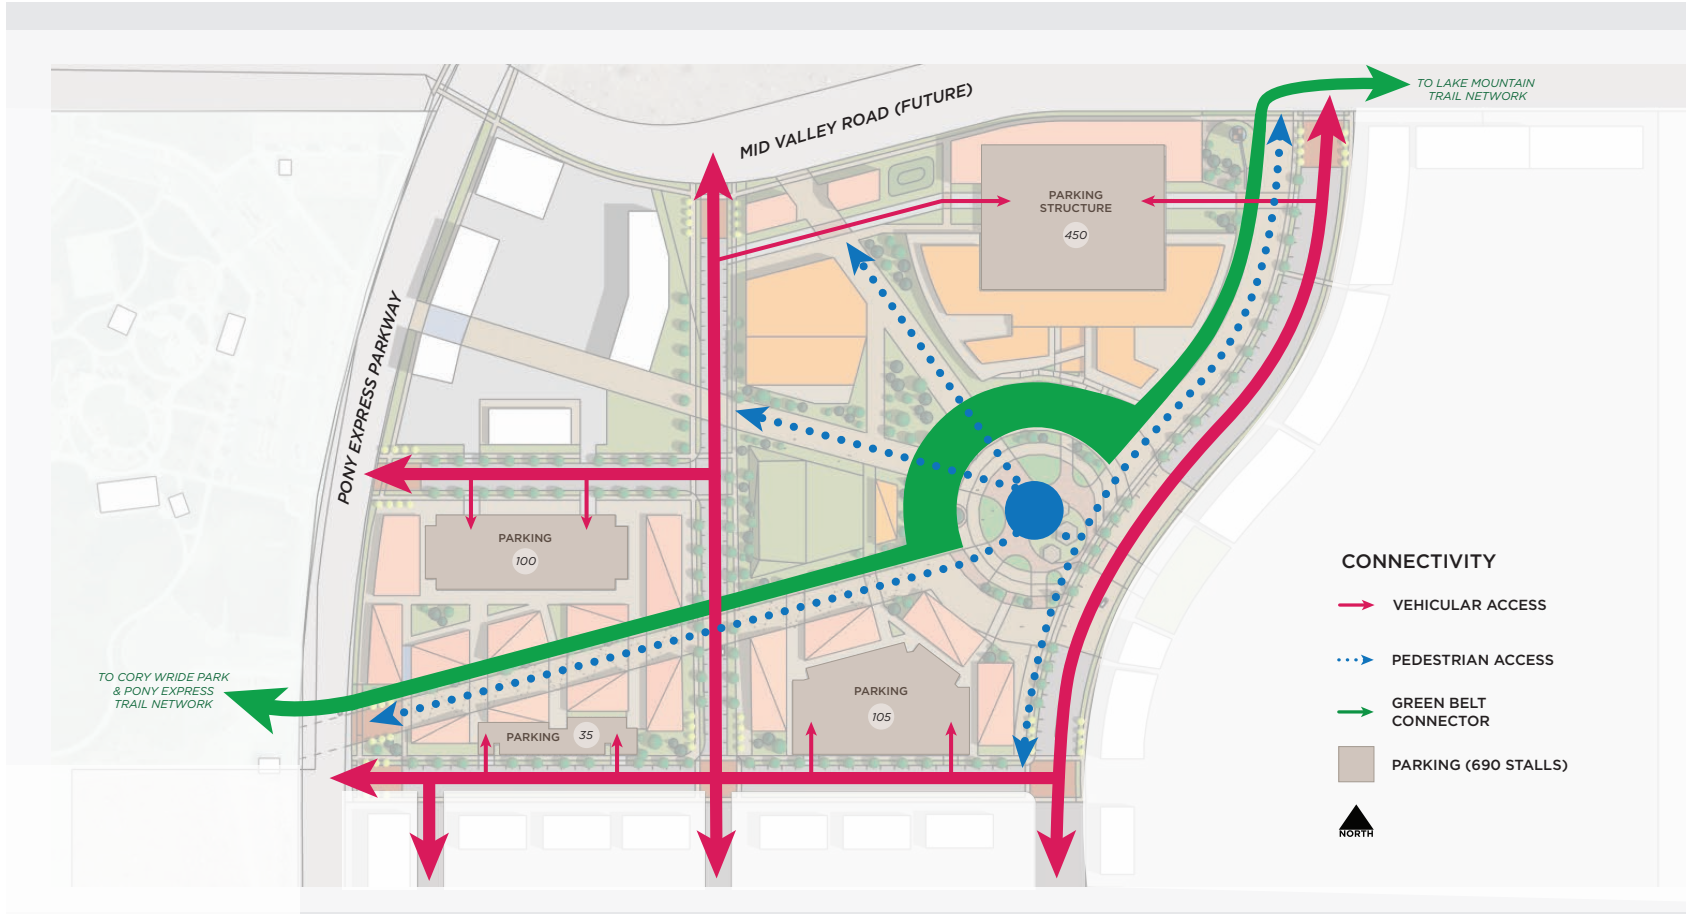 TO LAKE MOUNTAIN
TRAIL NETWORK
MID VALLEY ROAD (FUTURE)
PARKING
STRUCTURE
450
PONY EXPRESS PARKWAY
PARKING
100
CONNECTIVITY
VEHICULAR ACCESS
PEDESTRIAN ACCESS
GREEN BELT
CONNECTOR
PARKING (690 STALLS)
NORTH
TO CORY WRIDE PARK
& PONY EXPRESS
TRAIL NETWORK
PARKING
105
PARKING 35